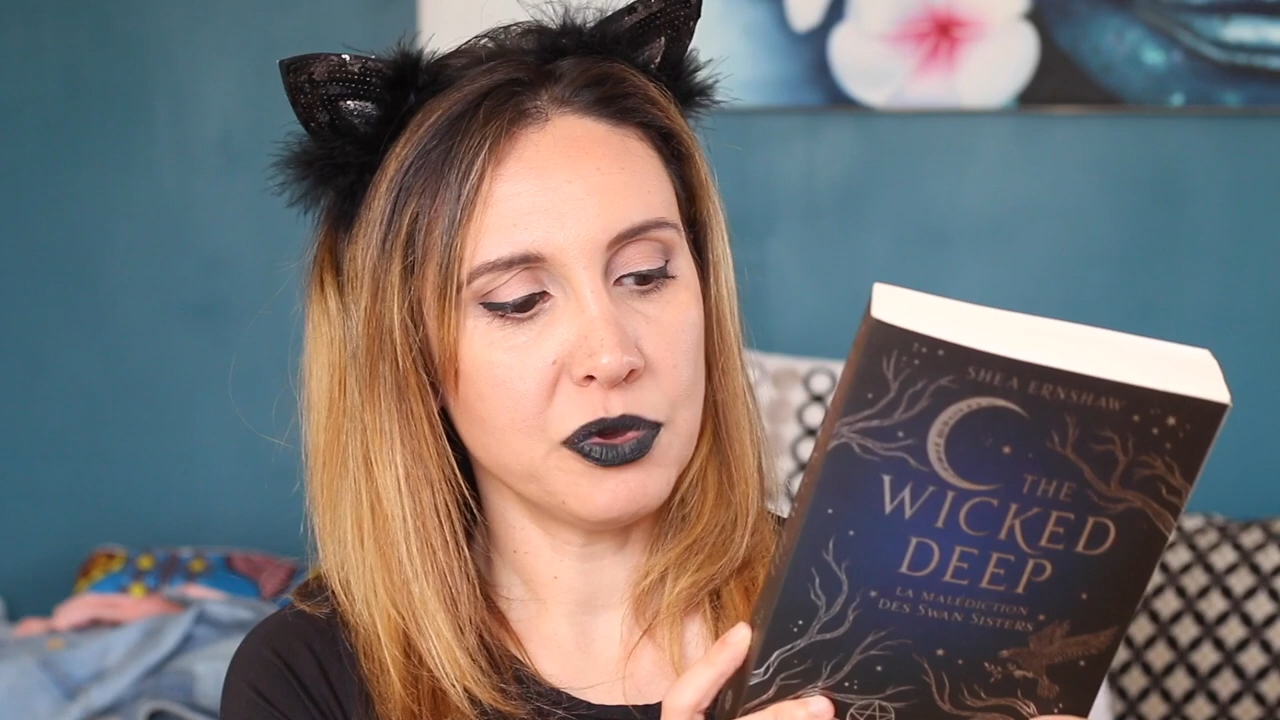 SHEA ERNSHAW
THE
WICKED
DEEP
LA MALÉDICTION
DES SWAN SISTERS